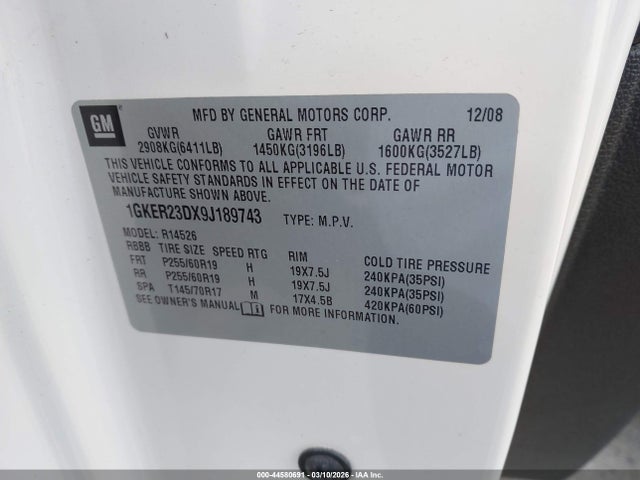 GM
MFD BY GENERAL MOTORS CORP. 12/08
GVWR GAWR FRT GAWR RR
2908KG(6411LB) 1450KG(3196LB) 1600KG(3527LB)
THIS VEHICLE CONFORMS TO ALL APPLICABLE U.S. FEDERAL MOTOR
VEHICLE SAFETY STANDARDS IN EFFECT ON THE DATE OF
MANUFACTURE SHOWN ABOVE.
1GKER23DX9J189743 TYPE: M.P.V.
MODEL: R14526
RBBB TIRE SIZE SPEED RTG RIM COLD TIRE PRESSURE
FRT P255/60R19 H 19X7.5J 240KPA(35PSI)
RR P255/60R19 H 19X7.5J 240KPA(35PSI)
SPA T145/70R17 M 17X4.5B 420KPA(60PSI)
SEE OWNER'S MANUAL FOR MORE INFORMATION.
000-44580691 - 03/10/2026 - IAAI.com